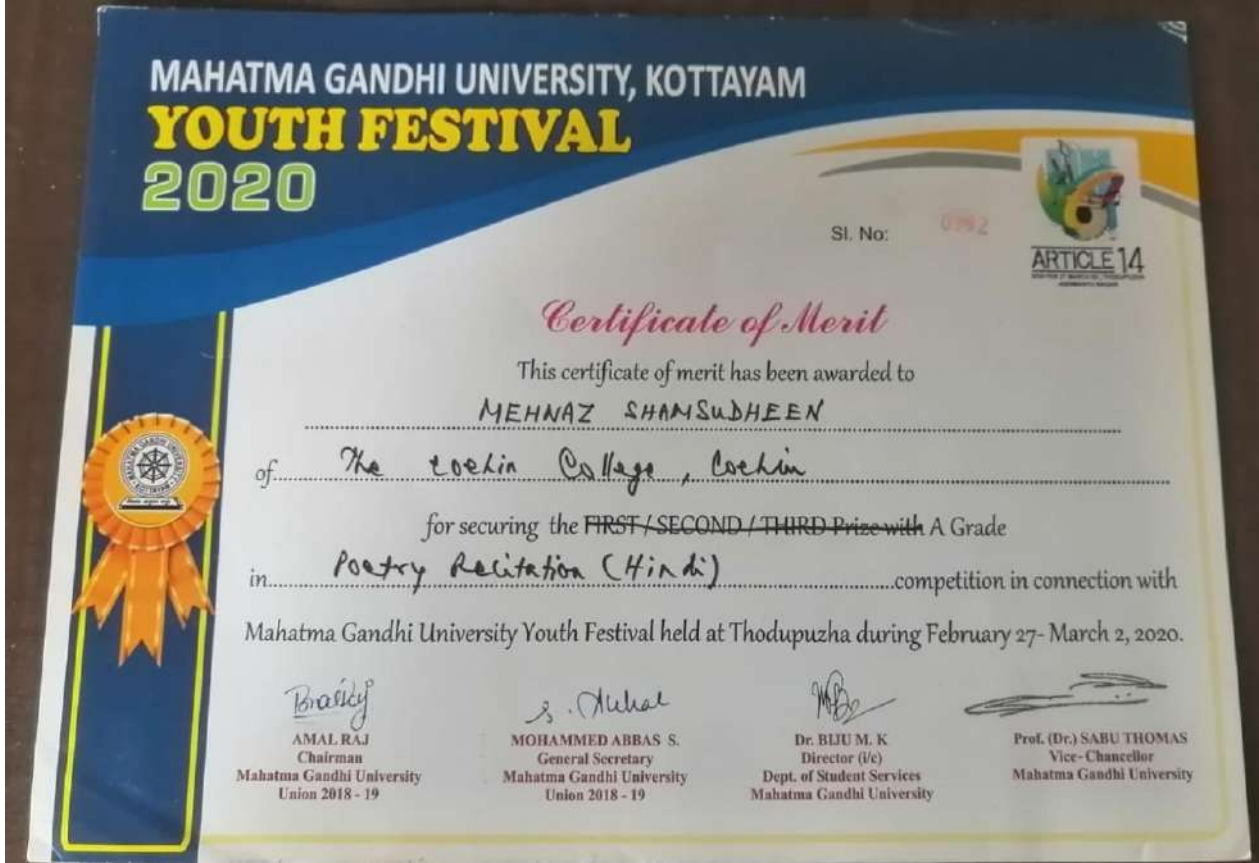 MAHATMA GANDHI UNIVERSITY, KOTTAYAM
YOUTH FESTIVAL
2020
Sl. No: 0992
ARTICLE 14
Certificate of Merit
This certificate of merit has been awarded to
MEHNAZ SHAMSUDHEEN
of The Cochin College, Cochin
for securing the FIRST / SECOND / THIRD Prize with A Grade
in Poetry Recitation (Hindi) competition in connection with
Mahatma Gandhi University Youth Festival held at Thodupuzha during February 27- March 2, 2020.
AMAL RAJ
Chairman
Mahatma Gandhi University
Union 2018 - 19
MOHAMMED ABBAS S.
General Secretary
Mahatma Gandhi University
Union 2018 - 19
Dr. BIJU M. K
Director (i/c)
Dept. of Student Services
Mahatma Gandhi University
Prof. (Dr.) SABU THOMAS
Vice- Chancellor
Mahatma Gandhi University